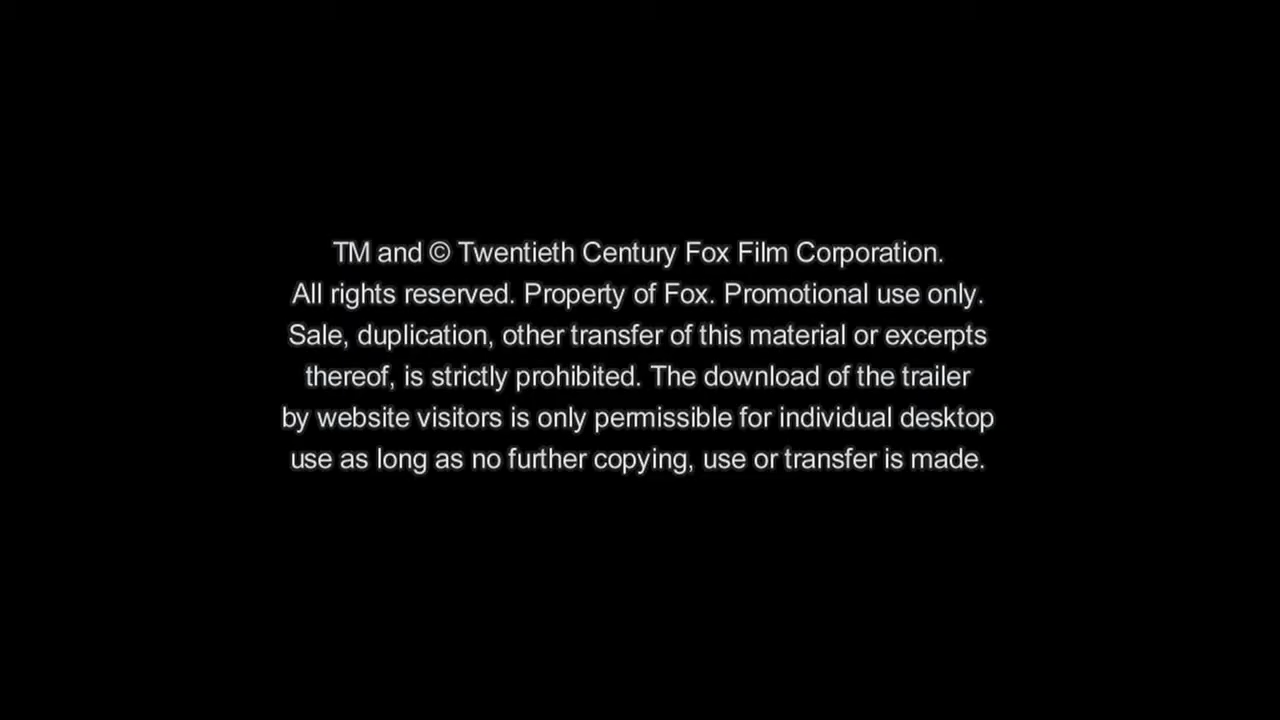 TM and © Twentieth Century Fox Film Corporation.
All rights reserved. Property of Fox. Promotional use only.
Sale, duplication, other transfer of this material or excerpts
thereof, is strictly prohibited. The download of the trailer
by website visitors is only permissible for individual desktop
use as long as no further copying, use or transfer is made.